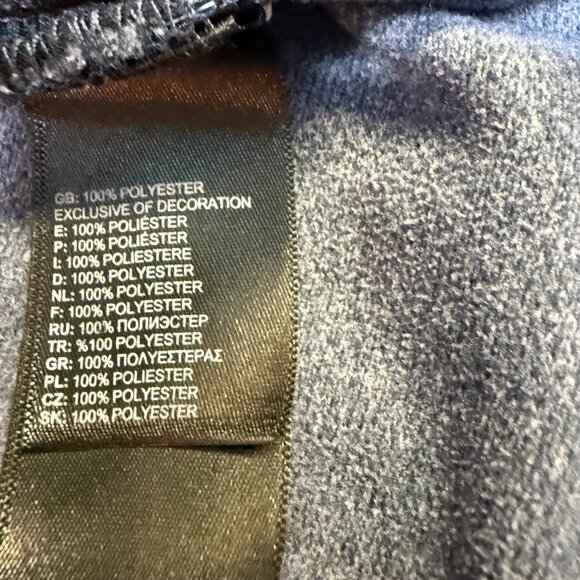 GB: 100% POLYESTER
EXCLUSIVE OF DECORATION
E: 100% POLIÉSTER
P: 100% POLIÉSTER
I: 100% POLIESTERE
D: 100% POLYESTER
NL: 100% POLYESTER
F: 100% POLYESTER
RU: 100% ПОЛИЭСТЕР
TR: %100 POLYESTER
GR: 100% ΠΟΛΥΕΣΤΕΡΑΣ
PL: 100% POLIESTER
CZ: 100% POLYESTER
SK: 100% POLYESTER